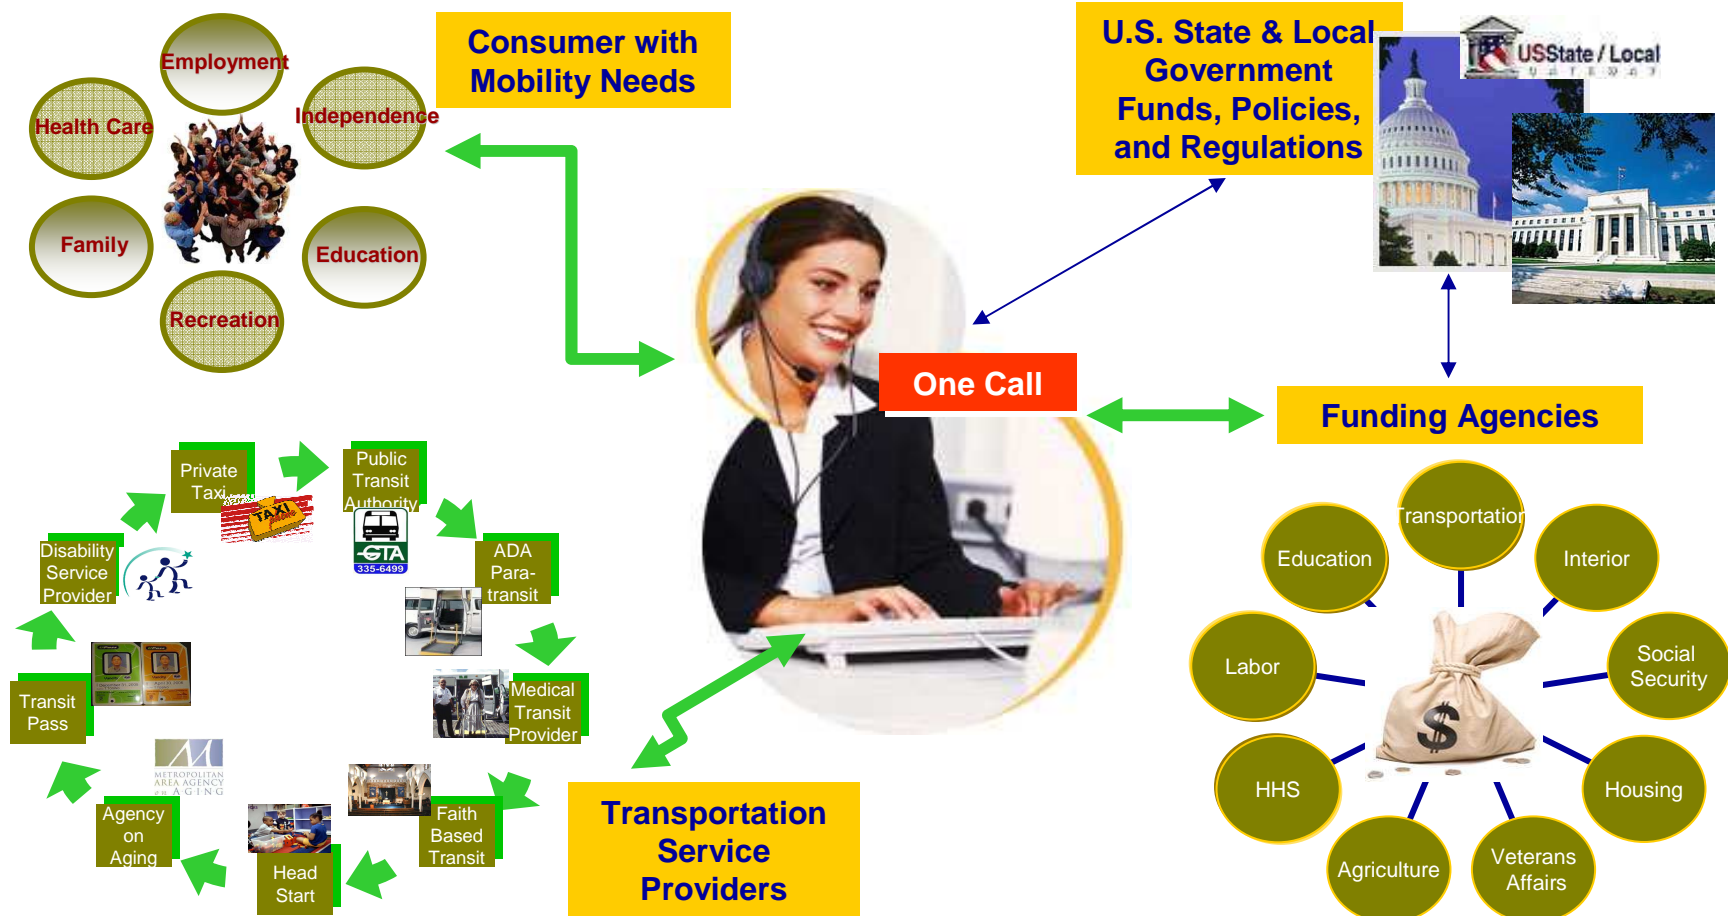 Consumer with
Mobility Needs
Employment
Independence
Health Care
Family
Education
Recreation
U.S. State & Local
Government
Funds, Policies,
and Regulations
USState / Local
GATEWAY
One Call
Funding Agencies
Transportation
Education
Interior
Labor
Social
Security
HHS
Housing
Agriculture
Veterans
Affairs
Private
Taxi
TAXI
Public
Transit
Authority
GTA
335-6499
Disability
Service
Provider
ADA
Para-
transit
Transit
Pass
Medical
Transit
Provider
METROPOLITAN
AREA AGENCY
on AGING
Agency
on
Aging
Head
Start
Faith
Based
Transit
Transportation
Service
Providers
$